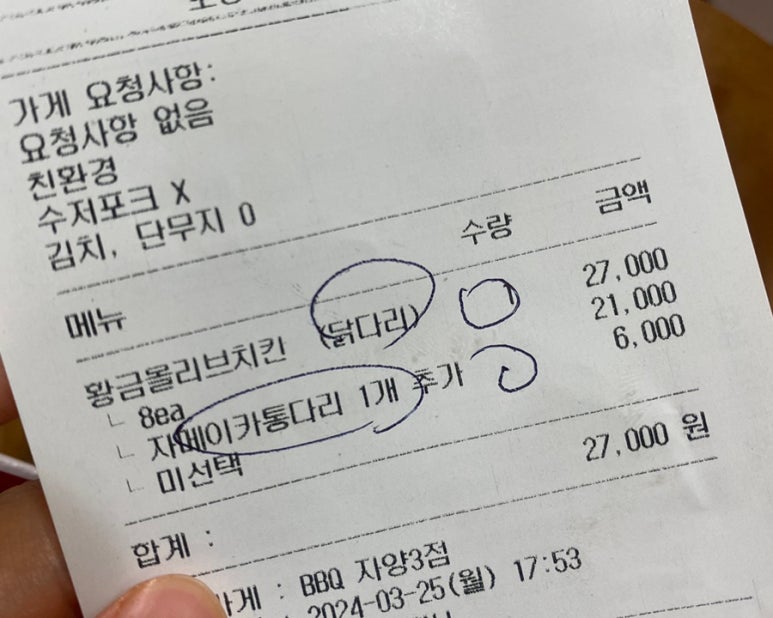 가게 요청사항:
요청사항 없음
친환경
수저포크 X
김치, 단무지 O
메뉴 수량 금액
황금올리브치킨 (닭다리) 1 27,000
└ 8ea 21,000
└ 자메이카통다리 1개 추가 6,000
└ 미선택
합계 : 27,000 원
가게 : BBQ 자양3점
: 2024-03-25(월) 17:53